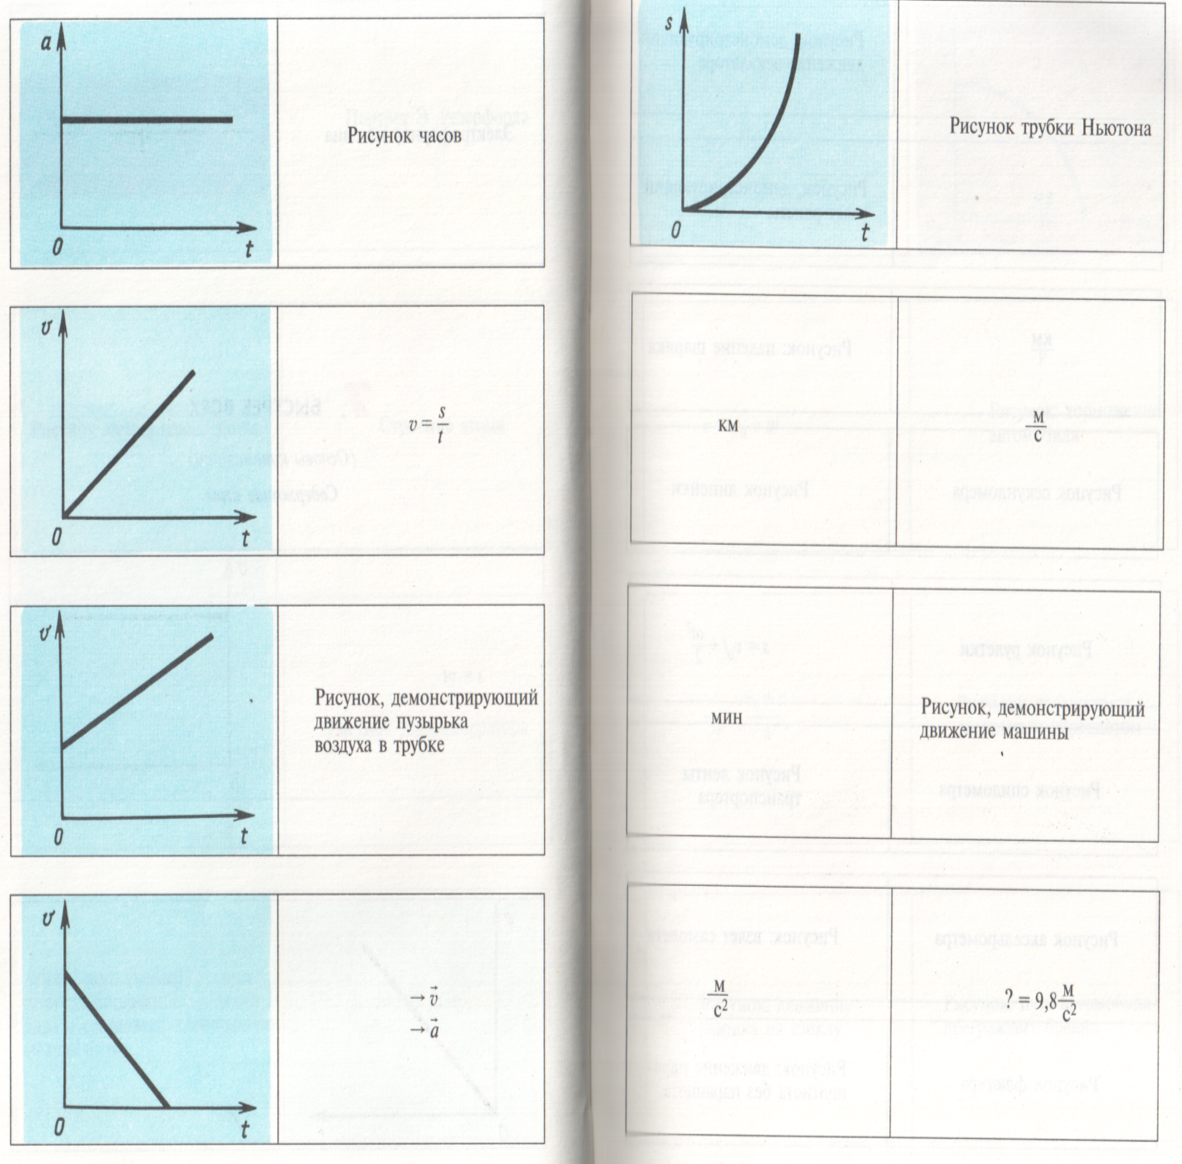 a
0
t
Рисунок часов
v
0
t
v = s/t
v
0
t
Рисунок, демонстрирующий
движение пузырька
воздуха в трубке
v
0
t
→ v⃗
→ a⃗
s
0
t
Рисунок трубки Ньютона
км
м/с
мин
Рисунок, демонстрирующий
движение машины
м/с²
? = 9,8 м/с²